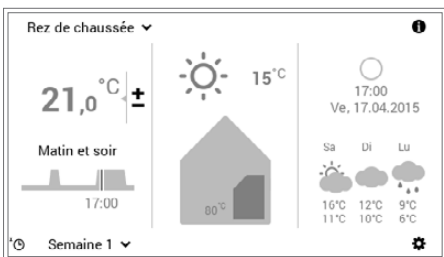 Rez de chaussée
21,0 °C ±
Matin et soir
17:00
Semaine 1
15°C
80°C
17:00
Ve, 17.04.2015
Sa Di Lu
16°C 12°C 9°C
11°C 10°C 6°C